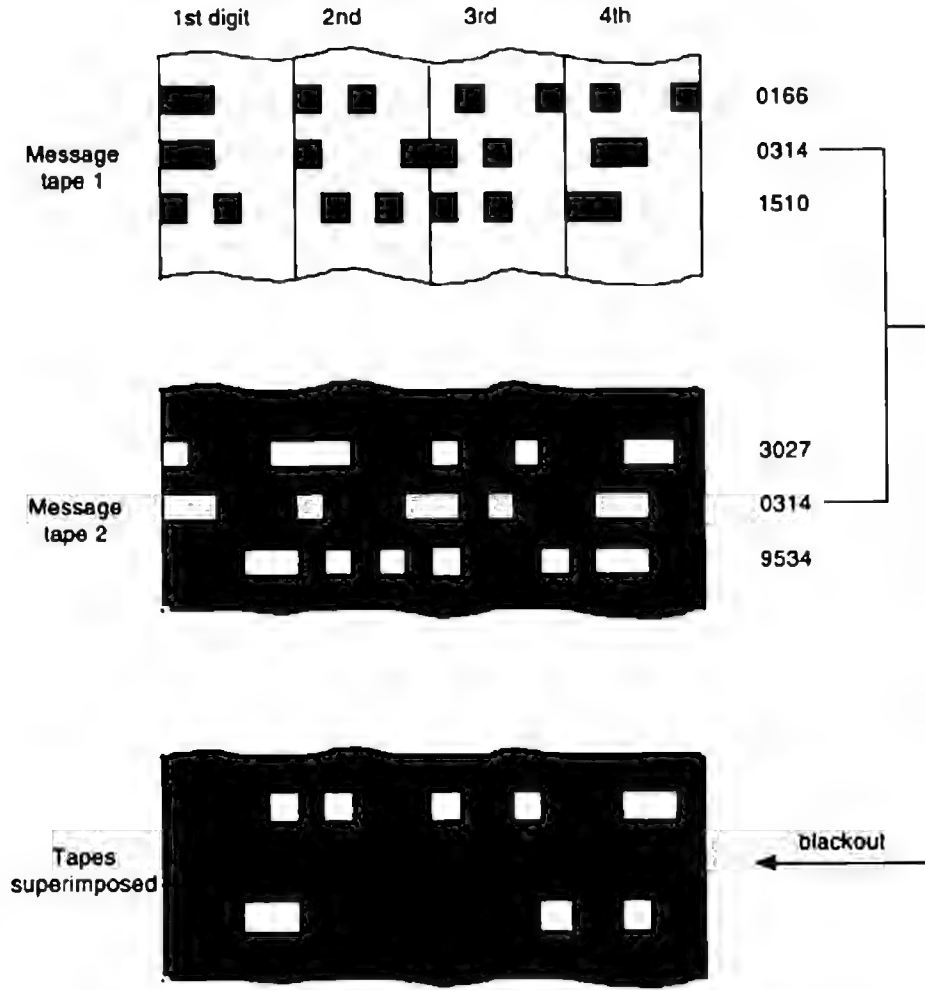 1st digit 2nd 3rd 4th
0166
Message
tape 1
0314
1510
3027
Message
tape 2
0314
9534
blackout
Tapes
superimposed